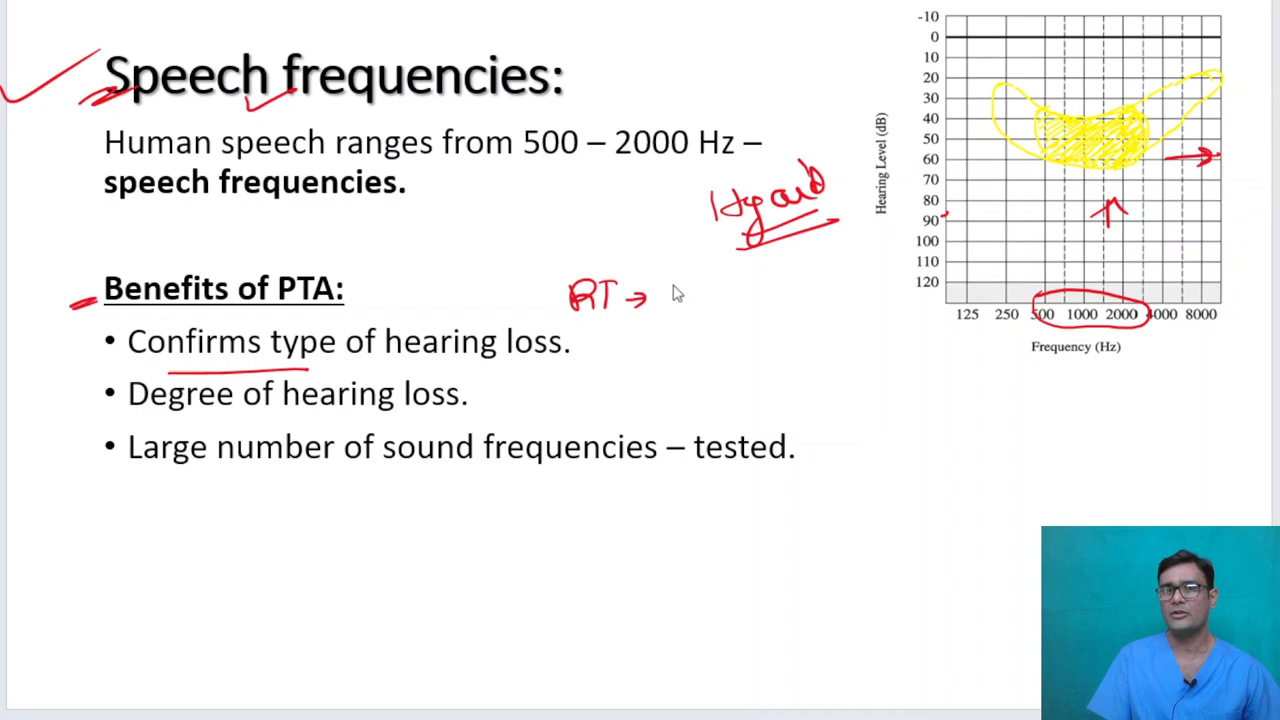 Speech frequencies:
Human speech ranges from 500 – 2000 Hz –
speech frequencies.
Benefits of PTA:
RT →
• Confirms type of hearing loss.
• Degree of hearing loss.
• Large number of sound frequencies – tested.
Hearing Level (dB)
-10
0
10
20
30
40
50
60
70
80
90
100
110
120
125 250 500 1000 2000 4000 8000
Frequency (Hz)